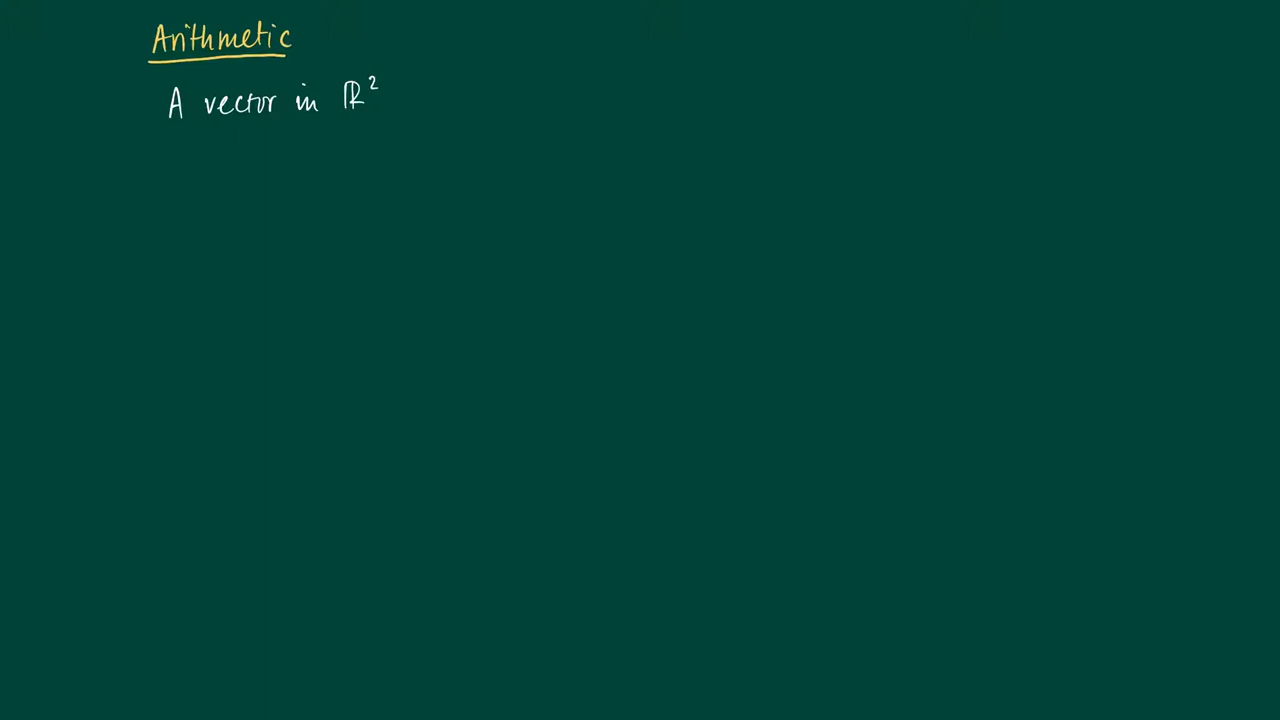 Arithmetic
A vector in ℝ²